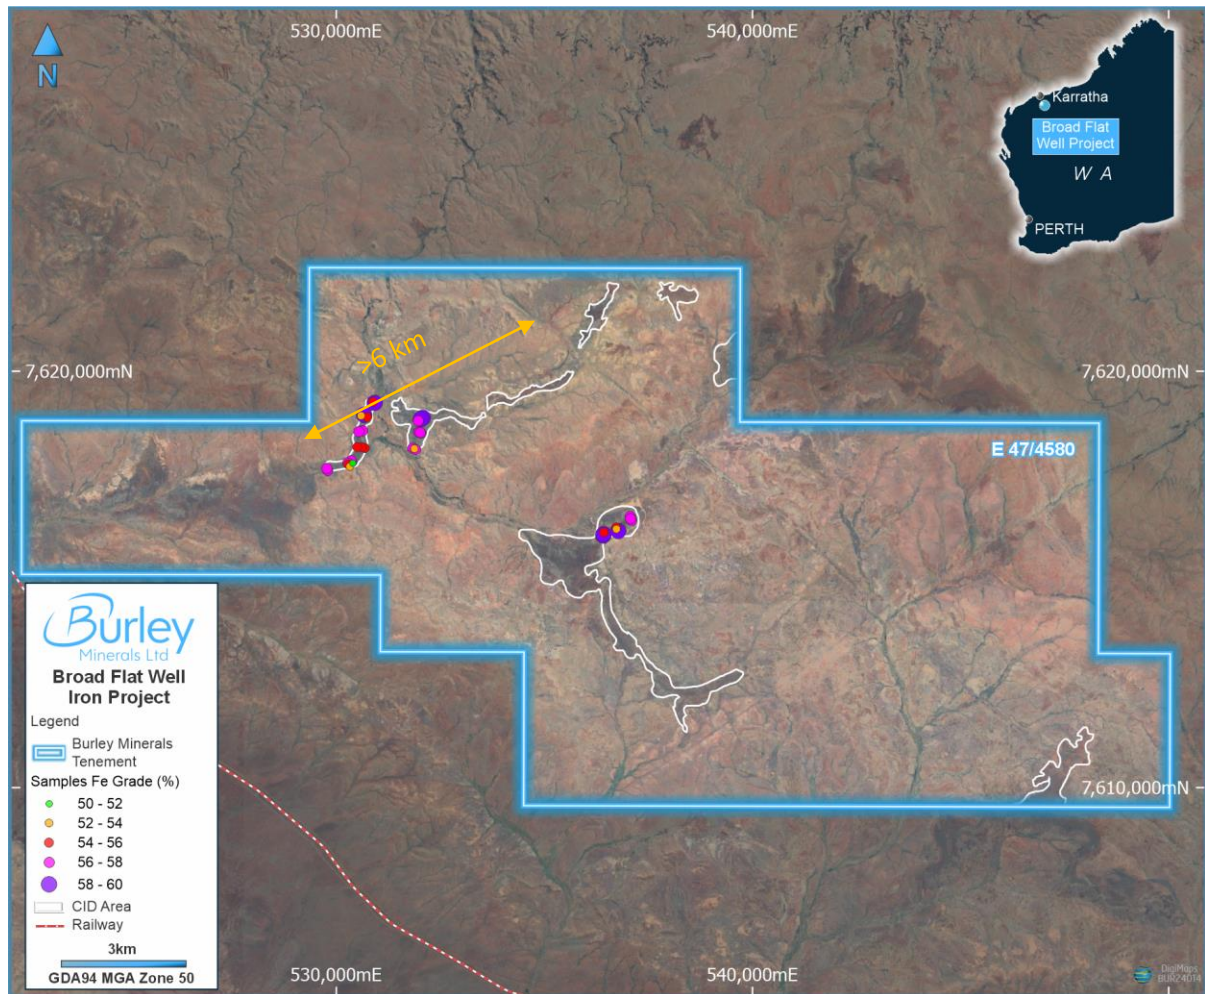 530,000mE
540,000mE
N
Karratha
Broad Flat
Well Project
W A
PERTH
>6 km
7,620,000mN
7,620,000mN
E 47/4580
Burley
Minerals Ltd
Broad Flat Well
Iron Project
Legend
Burley Minerals
Tenement
Samples Fe Grade (%)
50 - 52
52 - 54
54 - 56
56 - 58
58 - 60
CID Area
Railway
3km
GDA94 MGA Zone 50
7,610,000mN
530,000mE
540,000mE
DigiMaps
BUR24014